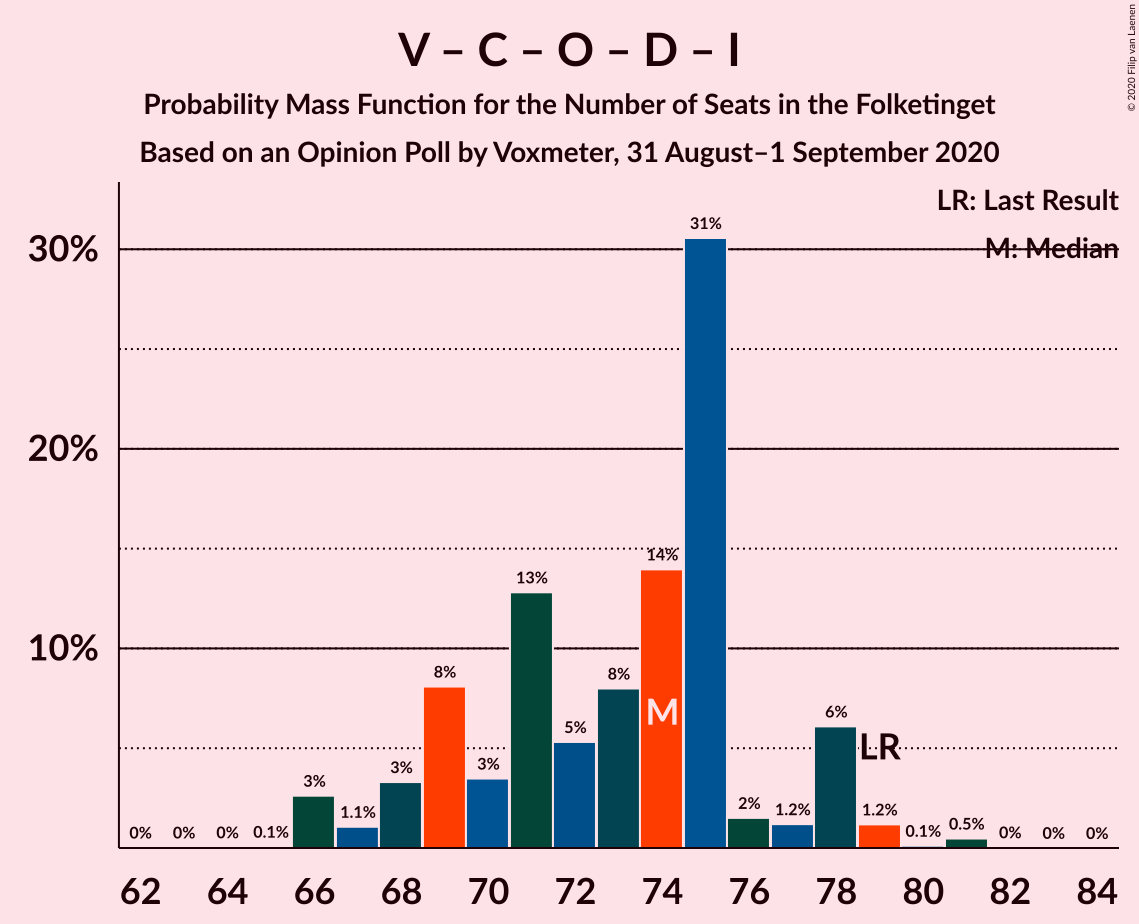 V – C – O – D – I
Probability Mass Function for the Number of Seats in the Folketinget
Based on an Opinion Poll by Voxmeter, 31 August–1 September 2020
© 2020 Filip van Laenen
LR: Last Result
M: Median
30%
20%
10%
0%
0%
0%
0.1%
3%
1.1%
3%
8%
3%
13%
5%
8%
14%
31%
2%
1.2%
6%
1.2%
0.1%
0.5%
0%
0%
0%
M
LR
62 64 66 68 70 72 74 76 78 80 82 84